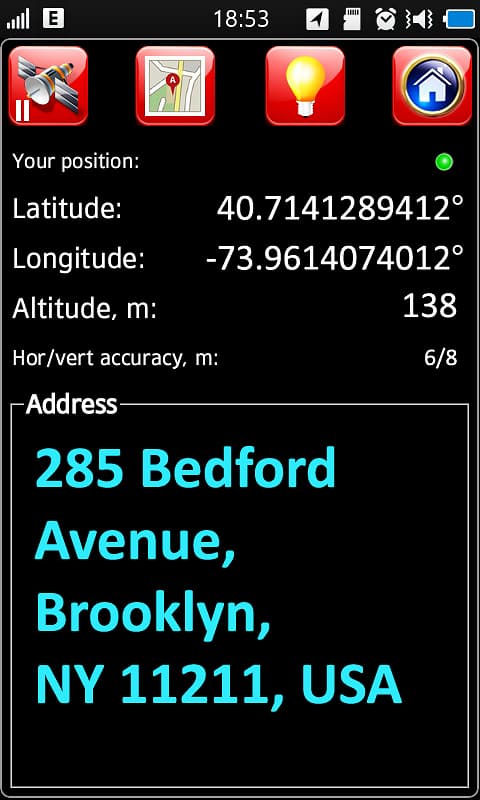 E 18:53
A
Your position:
Latitude: 40.7141289412°
Longitude: -73.9614074012°
Altitude, m: 138
Hor/vert accuracy, m: 6/8
Address
285 Bedford
Avenue,
Brooklyn,
NY 11211, USA